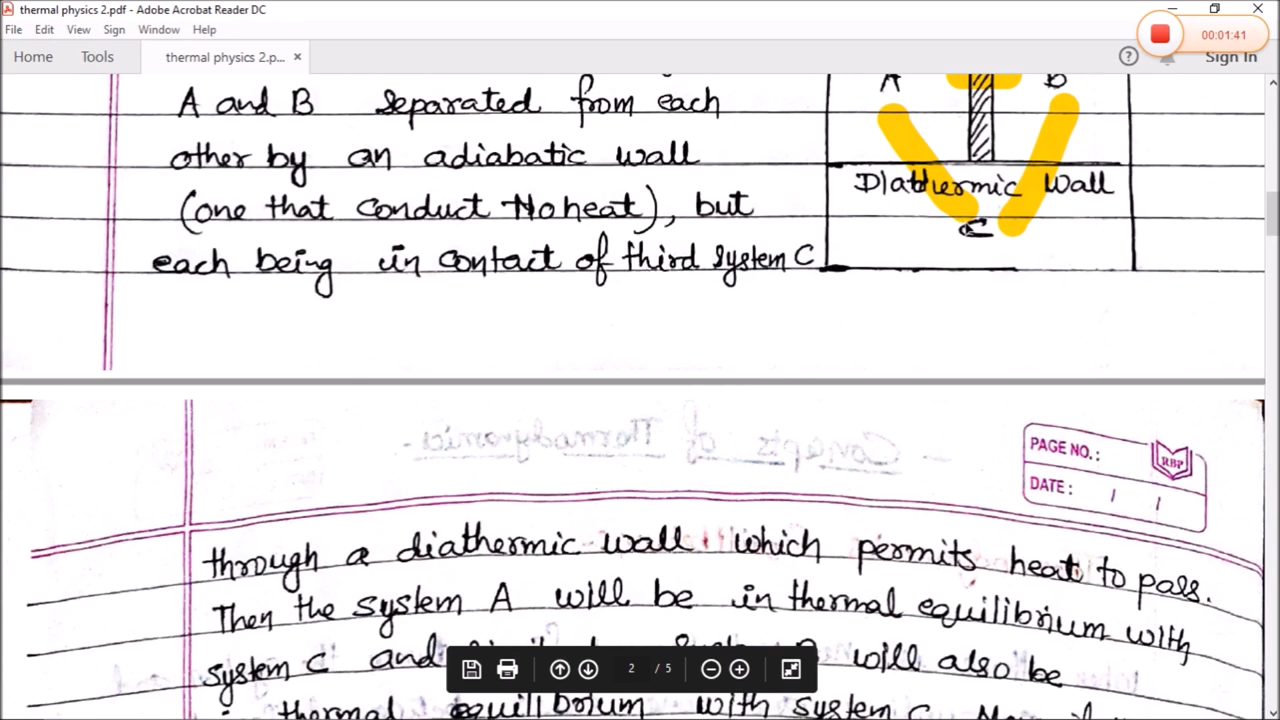 thermal physics 2.pdf - Adobe Acrobat Reader DC
File Edit View Sign Window Help
00:01:41
Home Tools thermal physics 2.p... × Sign In
A B
A and B separated from each
other by an adiabatic wall
(one that conduct No heat), but
each being in contact of third system C
Diathermic Wall
C
Concepts of Thermodynamics -
PAGE NO.:
RBP
DATE: / /
through a diathermic wall which permits heat to pass.
Then the system A will be in thermal equilibrium with
system C and will also be
thermal equilibrium with system C
2 / 5